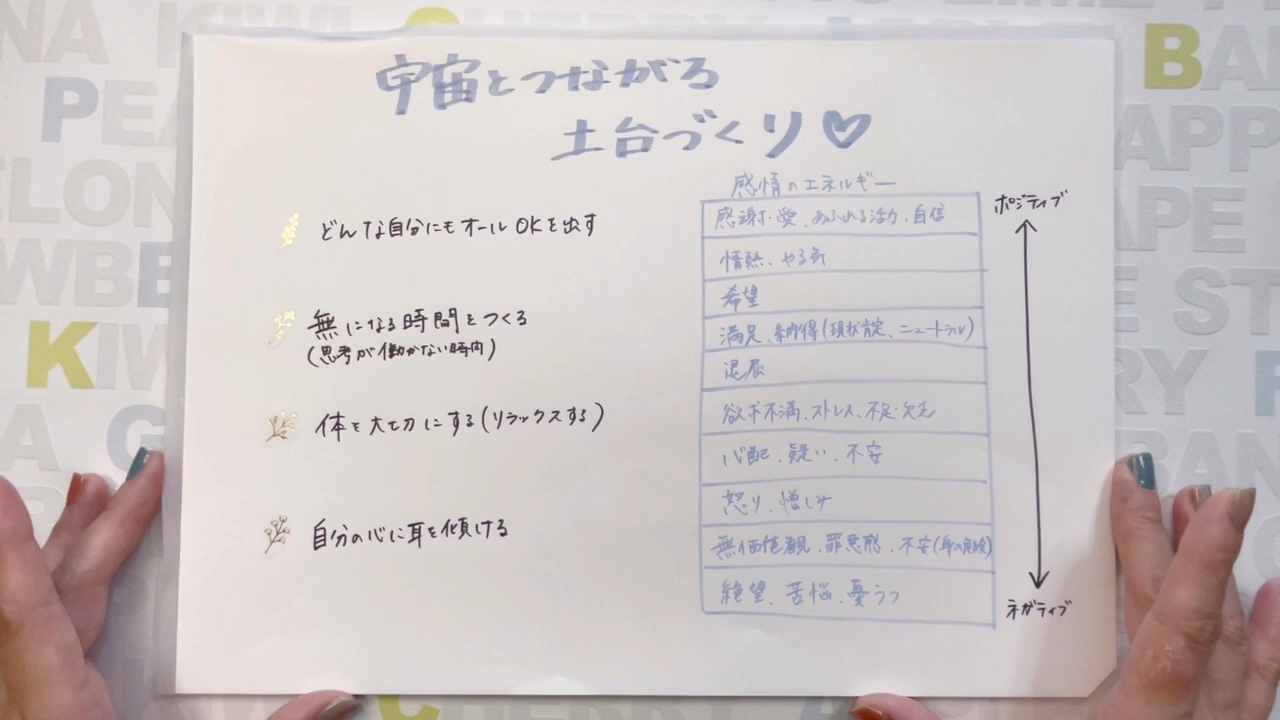 宇宙とつながる
土台づくり♡
どんな自分にもオールOKを出す
無になる時間をつくる
(思考が働かない時間)
体を大切にする(リラックスする)
自分の心に耳を傾ける
感情のエネルギー
感謝、愛、あふれる活力、自信
情熱、やる気
希望
満足、納得(現状肯定、ニュートラル)
退屈
欲求不満、ストレス、不足・欠乏
心配、疑い、不安
怒り、憎しみ
無価値観、罪悪感、不安(身の危険)
絶望、苦悩、憂うつ
ポジティブ
ネガティブ
PE
KIWI
B
APP
K
APE
BAN
CHERRY